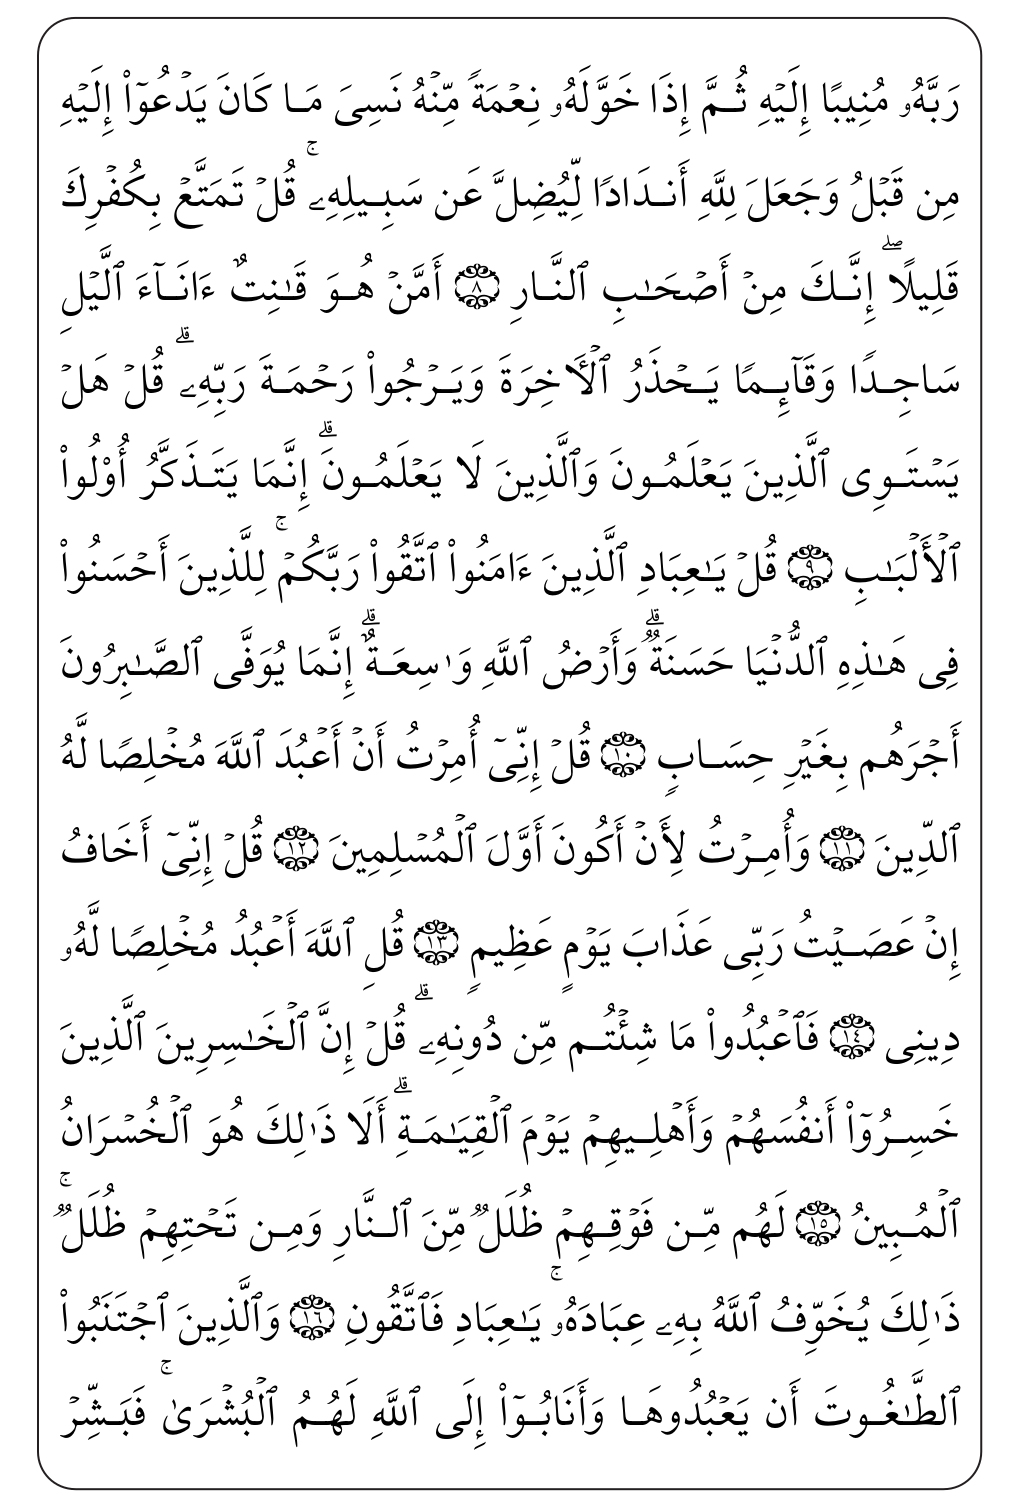 رَبَّهُۥ مُنِيبًا إِلَيْهِ ثُمَّ إِذَا خَوَّلَهُۥ نِعْمَةً مِّنْهُ نَسِىَ مَا كَانَ يَدْعُوٓا۟ إِلَيْهِ
مِن قَبْلُ وَجَعَلَ لِلَّهِ أَندَادًا لِّيُضِلَّ عَن سَبِيلِهِۦ ۚ قُلْ تَمَتَّعْ بِكُفْرِكَ
قَلِيلًا ۖ إِنَّكَ مِنْ أَصْحَٰبِ ٱلنَّارِ ٨ أَمَّنْ هُوَ قَٰنِتٌ ءَانَآءَ ٱلَّيْلِ
سَاجِدًا وَقَآئِمًا يَحْذَرُ ٱلْءَاخِرَةَ وَيَرْجُوا۟ رَحْمَةَ رَبِّهِۦ ۗ قُلْ هَلْ
يَسْتَوِى ٱلَّذِينَ يَعْلَمُونَ وَٱلَّذِينَ لَا يَعْلَمُونَ ۗ إِنَّمَا يَتَذَكَّرُ أُو۟لُوا۟
ٱلْأَلْبَٰبِ ٩ قُلْ يَٰعِبَادِ ٱلَّذِينَ ءَامَنُوا۟ ٱتَّقُوا۟ رَبَّكُمْ ۚ لِلَّذِينَ أَحْسَنُوا۟
فِى هَٰذِهِ ٱلدُّنْيَا حَسَنَةٌ ۗ وَأَرْضُ ٱللَّهِ وَٰسِعَةٌ ۗ إِنَّمَا يُوَفَّى ٱلصَّٰبِرُونَ
أَجْرَهُم بِغَيْرِ حِسَابٍ ١٠ قُلْ إِنِّىٓ أُمِرْتُ أَنْ أَعْبُدَ ٱللَّهَ مُخْلِصًا لَّهُ
ٱلدِّينَ ١١ وَأُمِرْتُ لِأَنْ أَكُونَ أَوَّلَ ٱلْمُسْلِمِينَ ١٢ قُلْ إِنِّىٓ أَخَافُ
إِنْ عَصَيْتُ رَبِّى عَذَابَ يَوْمٍ عَظِيمٍ ١٣ قُلِ ٱللَّهَ أَعْبُدُ مُخْلِصًا لَّهُۥ
دِينِى ١٤ فَٱعْبُدُوا۟ مَا شِئْتُم مِّن دُونِهِۦ ۗ قُلْ إِنَّ ٱلْخَٰسِرِينَ ٱلَّذِينَ
خَسِرُوٓا۟ أَنفُسَهُمْ وَأَهْلِيهِمْ يَوْمَ ٱلْقِيَٰمَةِ ۗ أَلَا ذَٰلِكَ هُوَ ٱلْخُسْرَانُ
ٱلْمُبِينُ ١٥ لَهُم مِّن فَوْقِهِمْ ظُلَلٌ مِّنَ ٱلنَّارِ وَمِن تَحْتِهِمْ ظُلَلٌ ۚ
ذَٰلِكَ يُخَوِّفُ ٱللَّهُ بِهِۦ عِبَادَهُۥ ۚ يَٰعِبَادِ فَٱتَّقُونِ ١٦ وَٱلَّذِينَ ٱجْتَنَبُوا۟
ٱلطَّٰغُوتَ أَن يَعْبُدُوهَا وَأَنَابُوٓا۟ إِلَى ٱللَّهِ لَهُمُ ٱلْبُشْرَىٰ ۚ فَبَشِّرْ